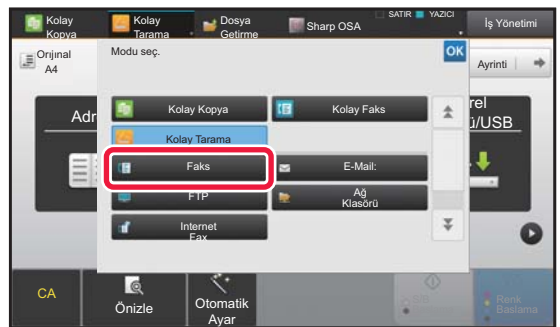 Kolay
Kopya
Kolay
Tarama
Dosya
Getirme
Sharp OSA
SATIR
YAZICI
İş Yönetimi
Orijinal
A4
Modu seç.
OK
Ayrinti
Adr
rel
ü/USB
Kolay Kopya
Kolay Faks
Kolay Tarama
Faks
E-Mail:
FTP
Ağ
Klasörü
Internet
Fax
CA
Önizle
Otomatik
Ayar
Renk
Baslama